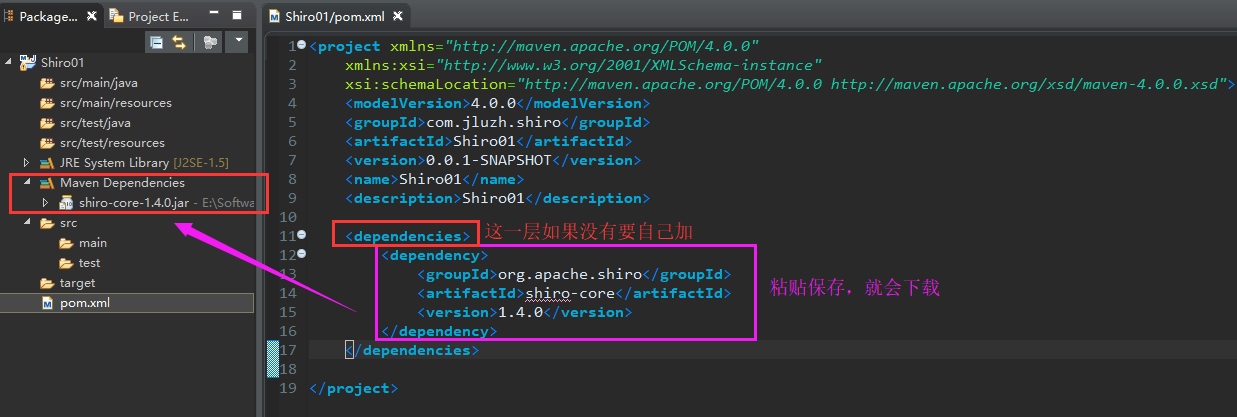 Package...
Project E...
Shiro01
src/main/java
src/main/resources
src/test/java
src/test/resources
JRE System Library [J2SE-1.5]
Maven Dependencies
shiro-core-1.4.0.jar - E:\Softwa
src
main
test
target
pom.xml
Shiro01/pom.xml
1 <project xmlns="http://maven.apache.org/POM/4.0.0"
2 xmlns:xsi="http://www.w3.org/2001/XMLSchema-instance"
3 xsi:schemaLocation="http://maven.apache.org/POM/4.0.0 http://maven.apache.org/xsd/maven-4.0.0.xsd">
4 <modelVersion>4.0.0</modelVersion>
5 <groupId>com.jluzh.shiro</groupId>
6 <artifactId>Shiro01</artifactId>
7 <version>0.0.1-SNAPSHOT</version>
8 <name>Shiro01</name>
9 <description>Shiro01</description>
10
11 <dependencies> 这一层如果没有要自己加
12 <dependency>
13 <groupId>org.apache.shiro</groupId>
14 <artifactId>shiro-core</artifactId>
15 <version>1.4.0</version>
16 </dependency>
粘贴保存，就会下载
17 </dependencies>
18
19 </project>